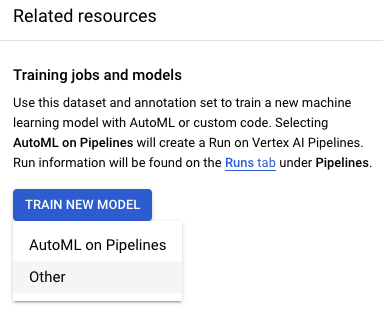 Related resources
Training jobs and models
Use this dataset and annotation set to train a new machine
learning model with AutoML or custom code. Selecting
AutoML on Pipelines will create a Run on Vertex AI Pipelines.
Run information will be found on the Runs tab under Pipelines.
TRAIN NEW MODEL
AutoML on Pipelines
Other